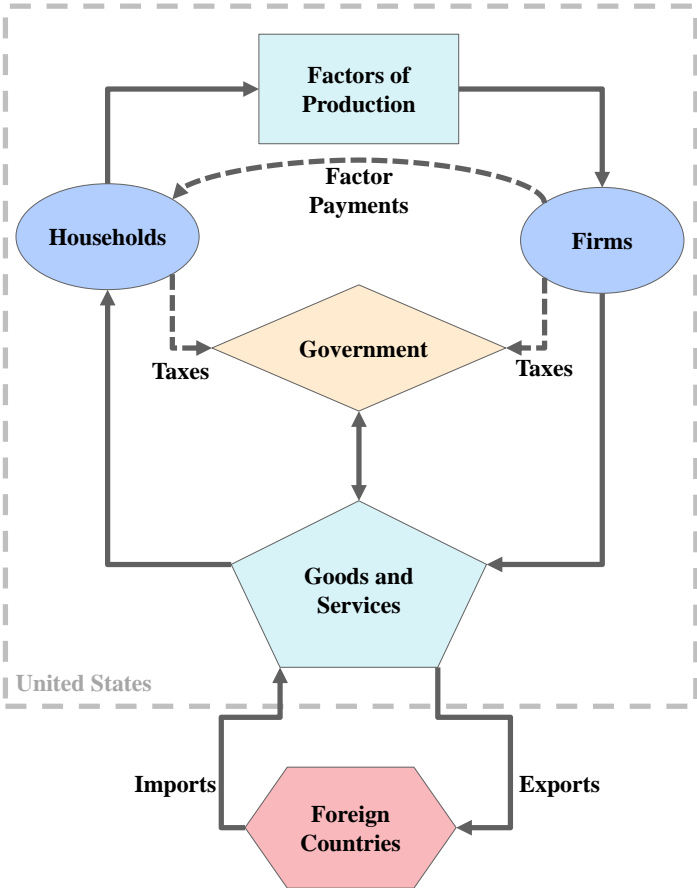 Factors of
Production
Factor
Payments
Households
Firms
Government
Taxes
Taxes
Goods and
Services
United States
Imports
Exports
Foreign
Countries